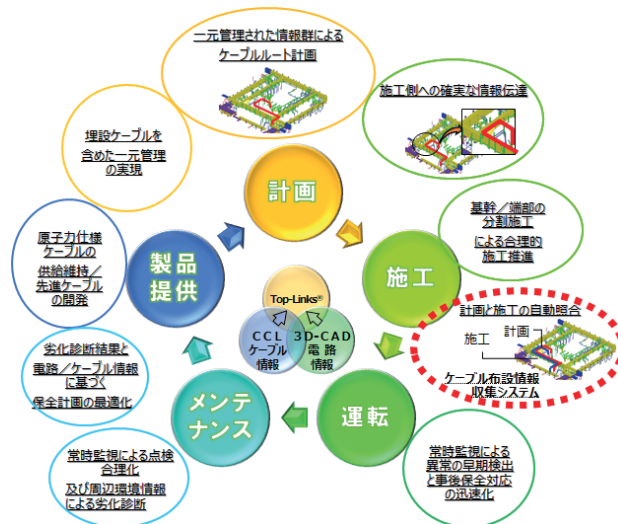 一元管理された情報群による
ケーブルルート計画
施工側への確実な情報伝達
埋設ケーブルを
含めた一元管理
の実現
計画
基幹／端部の
分割施工
による合理的
施工推進
原子力仕様
ケーブルの
供給維持／
先進ケーブル
の開発
製品
提供
施工
Top-Links®
CCL
ケーブル
情報
3D-CAD
電路
情報
計画と施工の自動照合
計画
施工
ケーブル布設情報
収集システム
劣化診断結果と
電路／ケーブル情報
に基づく
保全計画の最適化
メンテ
ナンス
運転
常時監視による点検
合理化
及び周辺環境情報
による劣化診断
常時監視による
異常の早期検出
と事後保全対応
の迅速化